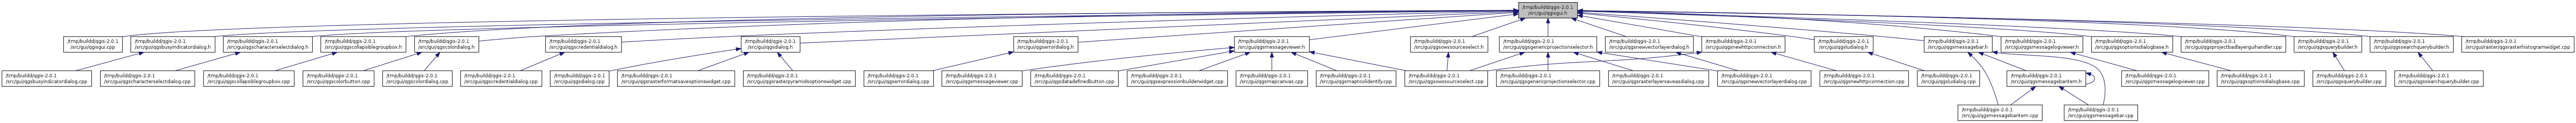 /tmp/buildd/qgis-2.0.1
/src/gui/qgsgui.h
/tmp/buildd/qgis-2.0.1
/src/gui/qgsgui.cpp
/tmp/buildd/qgis-2.0.1
/src/gui/qgsbusyindicatordialog.h
/tmp/buildd/qgis-2.0.1
/src/gui/qgscharacterselectdialog.h
/tmp/buildd/qgis-2.0.1
/src/gui/qgscollapsiblegroupbox.h
/tmp/buildd/qgis-2.0.1
/src/gui/qgscolordialog.h
/tmp/buildd/qgis-2.0.1
/src/gui/qgscredentialdialog.h
/tmp/buildd/qgis-2.0.1
/src/gui/qgsdialog.h
/tmp/buildd/qgis-2.0.1
/src/gui/qgserrordialog.h
/tmp/buildd/qgis-2.0.1
/src/gui/qgsmessageviewer.h
/tmp/buildd/qgis-2.0.1
/src/gui/qgsowssourceselect.h
/tmp/buildd/qgis-2.0.1
/src/gui/qgsgenericprojectionselector.h
/tmp/buildd/qgis-2.0.1
/src/gui/qgsnewvectorlayerdialog.h
/tmp/buildd/qgis-2.0.1
/src/gui/qgsnewhttpconnection.h
/tmp/buildd/qgis-2.0.1
/src/gui/qgsludialog.h
/tmp/buildd/qgis-2.0.1
/src/gui/qgsmessagebar.h
/tmp/buildd/qgis-2.0.1
/src/gui/qgsmessagelogviewer.h
/tmp/buildd/qgis-2.0.1
/src/gui/qgsoptionsdialogbase.h
/tmp/buildd/qgis-2.0.1
/src/gui/qgsprojectbadlayerguihandler.cpp
/tmp/buildd/qgis-2.0.1
/src/gui/qgsquerybuilder.h
/tmp/buildd/qgis-2.0.1
/src/gui/qgssearchquerybuilder.h
/tmp/buildd/qgis-2.0.1
/src/gui/raster/qgsrasterhistogramwidget.cpp
/tmp/buildd/qgis-2.0.1
/src/gui/qgsbusyindicatordialog.cpp
/tmp/buildd/qgis-2.0.1
/src/gui/qgscharacterselectdialog.cpp
/tmp/buildd/qgis-2.0.1
/src/gui/qgscollapsiblegroupbox.cpp
/tmp/buildd/qgis-2.0.1
/src/gui/qgscolorbutton.cpp
/tmp/buildd/qgis-2.0.1
/src/gui/qgscolordialog.cpp
/tmp/buildd/qgis-2.0.1
/src/gui/qgscredentialdialog.cpp
/tmp/buildd/qgis-2.0.1
/src/gui/qgsdialog.cpp
/tmp/buildd/qgis-2.0.1
/src/gui/qgsrasterformatsaveoptionswidget.cpp
/tmp/buildd/qgis-2.0.1
/src/gui/qgsrasterpyramidsoptionswidget.cpp
/tmp/buildd/qgis-2.0.1
/src/gui/qgserrordialog.cpp
/tmp/buildd/qgis-2.0.1
/src/gui/qgsmessageviewer.cpp
/tmp/buildd/qgis-2.0.1
/src/gui/qgsdatadefinedbutton.cpp
/tmp/buildd/qgis-2.0.1
/src/gui/qgsexpressionbuilderwidget.cpp
/tmp/buildd/qgis-2.0.1
/src/gui/qgsmapcanvas.cpp
/tmp/buildd/qgis-2.0.1
/src/gui/qgsmaptoolidentify.cpp
/tmp/buildd/qgis-2.0.1
/src/gui/qgsowssourceselect.cpp
/tmp/buildd/qgis-2.0.1
/src/gui/qgsgenericprojectionselector.cpp
/tmp/buildd/qgis-2.0.1
/src/gui/qgsrasterlayersaveasdialog.cpp
/tmp/buildd/qgis-2.0.1
/src/gui/qgsnewvectorlayerdialog.cpp
/tmp/buildd/qgis-2.0.1
/src/gui/qgsnewhttpconnection.cpp
/tmp/buildd/qgis-2.0.1
/src/gui/qgsludialog.cpp
/tmp/buildd/qgis-2.0.1
/src/gui/qgsmessagebaritem.h
/tmp/buildd/qgis-2.0.1
/src/gui/qgsmessagelogviewer.cpp
/tmp/buildd/qgis-2.0.1
/src/gui/qgsoptionsdialogbase.cpp
/tmp/buildd/qgis-2.0.1
/src/gui/qgsquerybuilder.cpp
/tmp/buildd/qgis-2.0.1
/src/gui/qgssearchquerybuilder.cpp
/tmp/buildd/qgis-2.0.1
/src/gui/qgsmessagebaritem.cpp
/tmp/buildd/qgis-2.0.1
/src/gui/qgsmessagebar.cpp